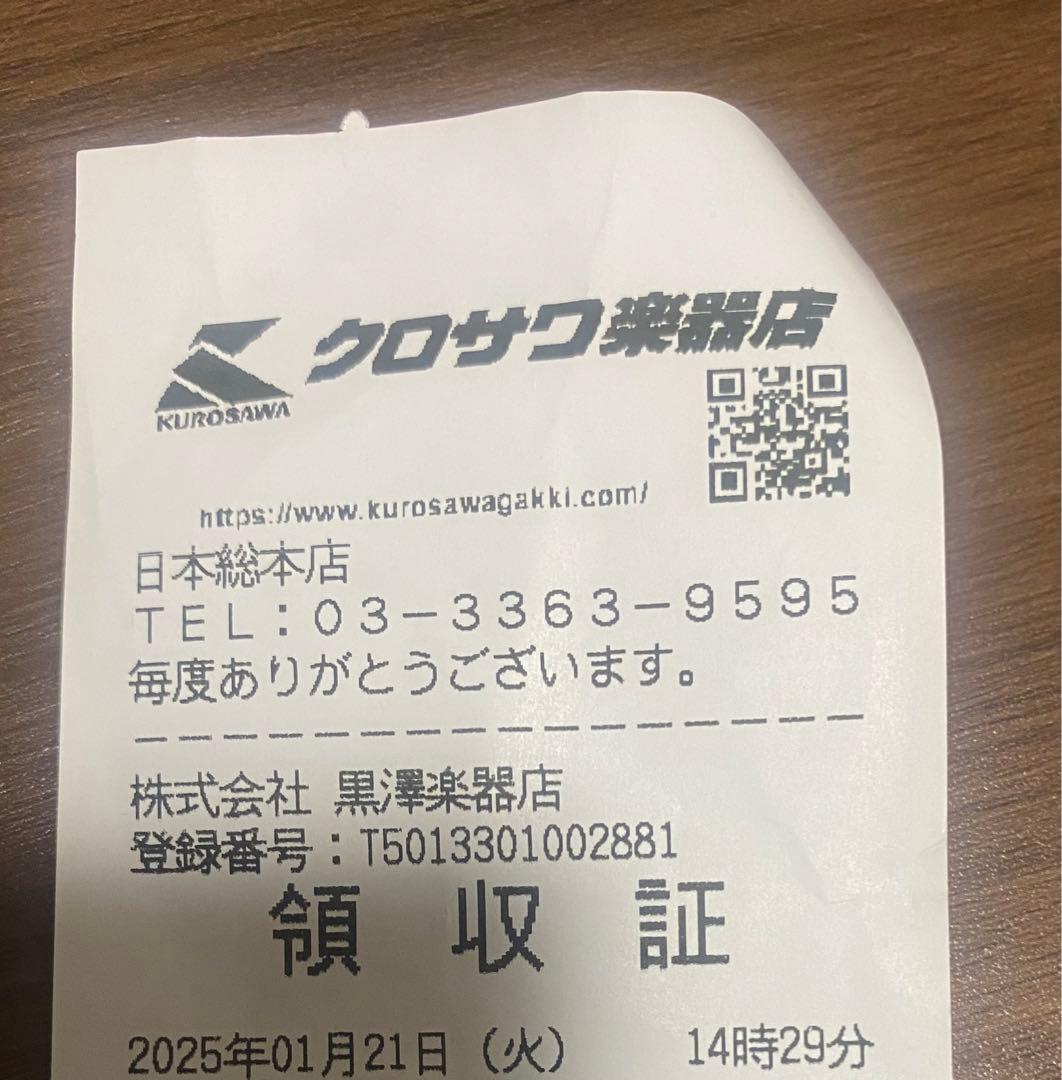 クロサワ楽器店
KUROSAWA
https://www.kurosawagakki.com/
日本総本店
TEL:03-3363-9595
毎度ありがとうございます。
株式会社 黒澤楽器店
登録番号:T5013301002881
領収証
2025年01月21日(火) 14時29分